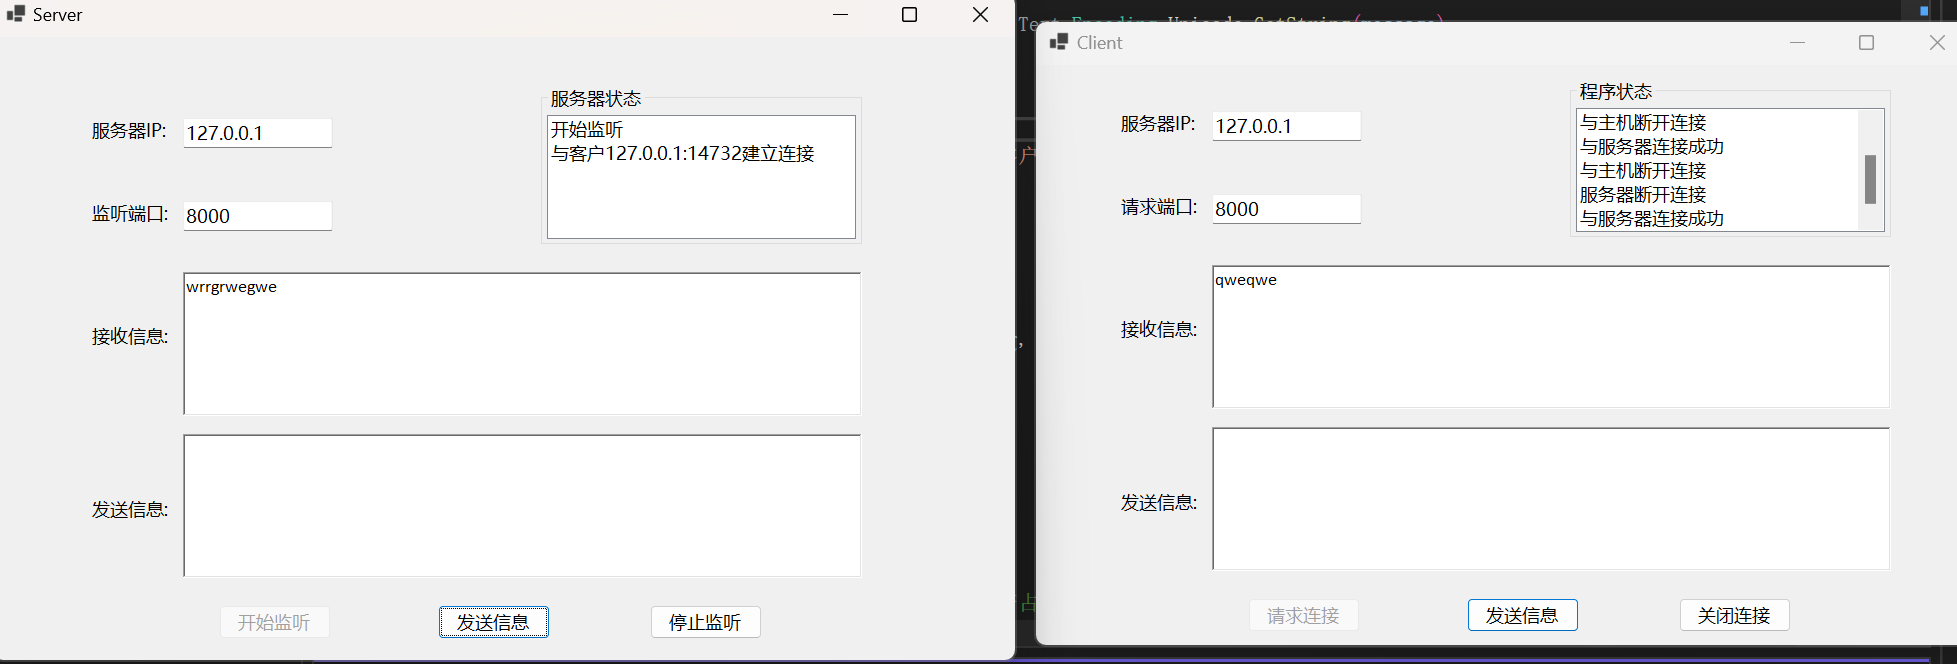 Server
服务器IP:
127.0.0.1
监听端口:
8000
服务器状态
开始监听
与客户127.0.0.1:14732建立连接
接收信息:
wrrgrwegwe
发送信息:
开始监听
发送信息
停止监听
Client
服务器IP:
127.0.0.1
请求端口:
8000
程序状态
与主机断开连接
与服务器连接成功
与主机断开连接
服务器断开连接
与服务器连接成功
接收信息:
qweqwe
发送信息:
请求连接
发送信息
关闭连接